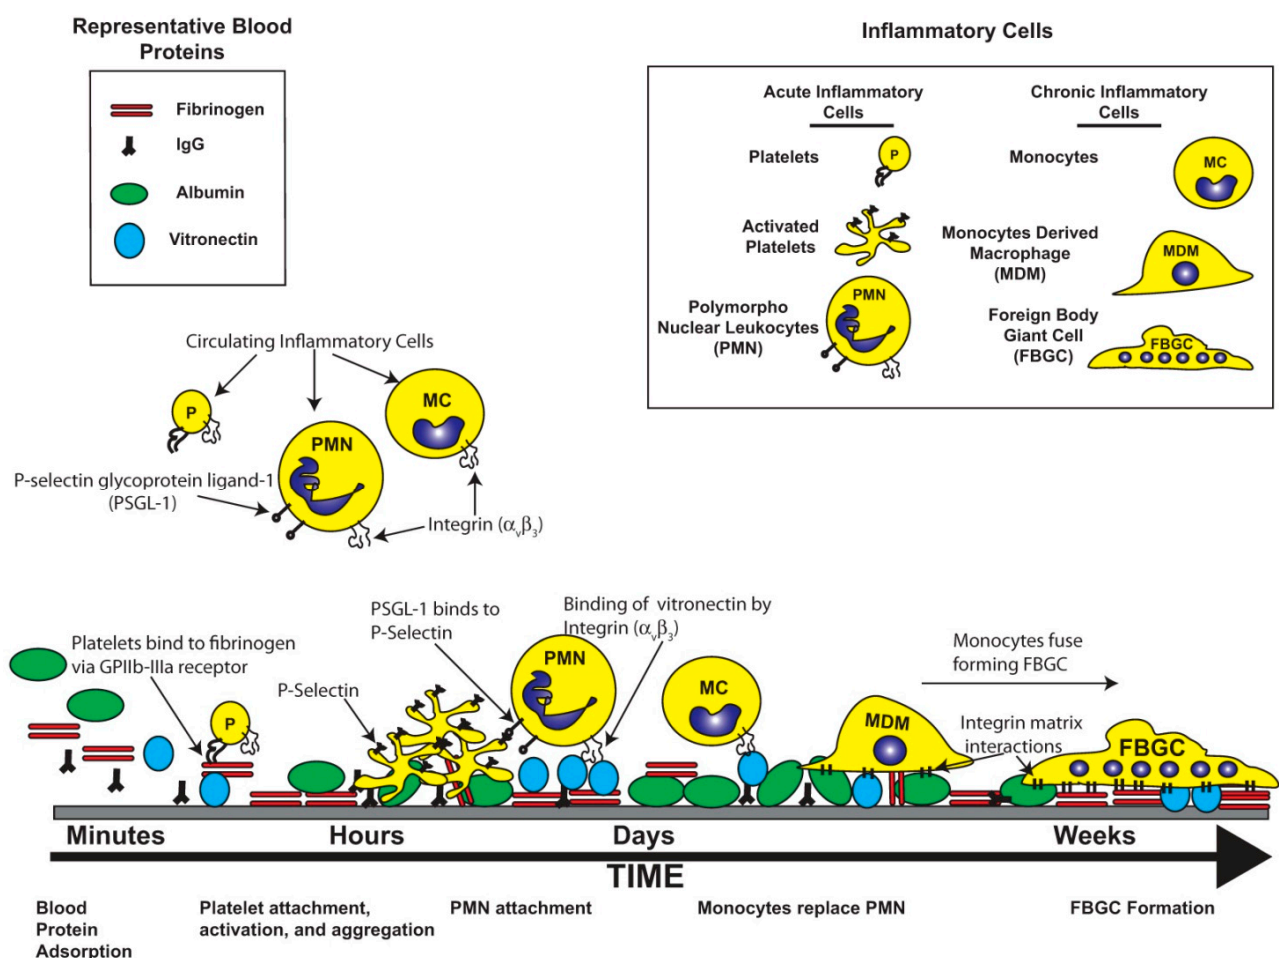 Representative Blood
Proteins
Fibrinogen
IgG
Albumin
Vitronectin
Inflammatory Cells
Acute Inflammatory
Cells
Chronic Inflammatory
Cells
Platelets
P
Monocytes
MC
Activated
Platelets
Monocytes Derived
Macrophage
(MDM)
MDM
Polymorpho
Nuclear Leukocytes
(PMN)
PMN
Foreign Body
Giant Cell
(FBGC)
FBGC
Circulating Inflammatory Cells
P
PMN
MC
P-selectin glycoprotein ligand-1
(PSGL-1)
Integrin (αvβ3)
Platelets bind to fibrinogen
via GPIIb-IIIa receptor
P
P-Selectin
PSGL-1 binds to
P-Selectin
PMN
Binding of vitronectin by
Integrin (αvβ3)
MC
MDM
Monocytes fuse
forming FBGC
Integrin matrix
interactions
FBGC
Minutes
Hours
Days
Weeks
TIME
Blood
Protein
Adsorption
Platelet attachment,
activation, and aggregation
PMN attachment
Monocytes replace PMN
FBGC Formation